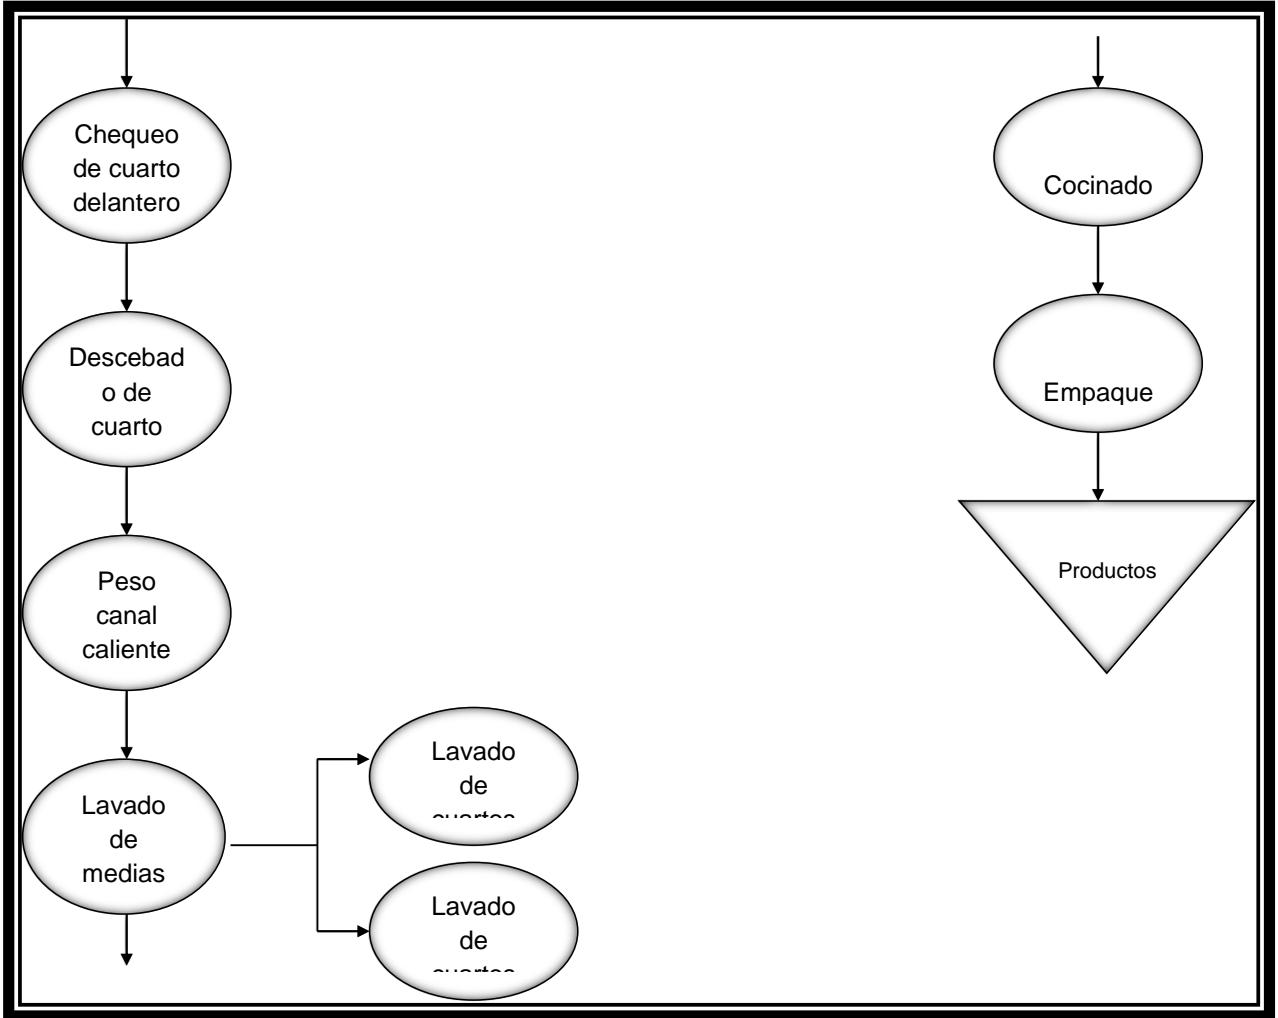 Chequeo
de cuarto
delantero
Descebad
o de
cuarto
Peso
canal
caliente
Lavado
de
medias
Lavado
de
Lavado
de
Cocinado
Empaque
Productos